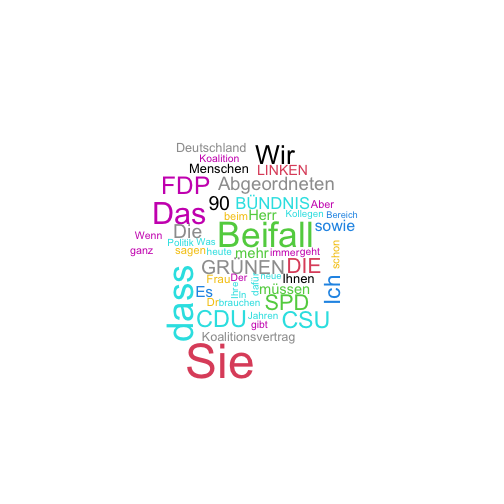 Deutschland
Koalition
Wir
Menschen
LINKEN
FDP
Abgeordneten
90
BÜNDNIS
Aber
Das
beim
Herr
Kollegen
Bereich
sowie
Die
Beifall
Wenn
Politik
Was
ganz
sagen
heute
mehr
immer
geht
schon
GRÜNEN
DIE
Frau
Der
neue
Ihnen
dass
Es
Ihre
In
dafür
müssen
Ich
Dr
brauchen
SPD
CDU
Jahren
CSU
gibt
Koalitionsvertrag
Sie